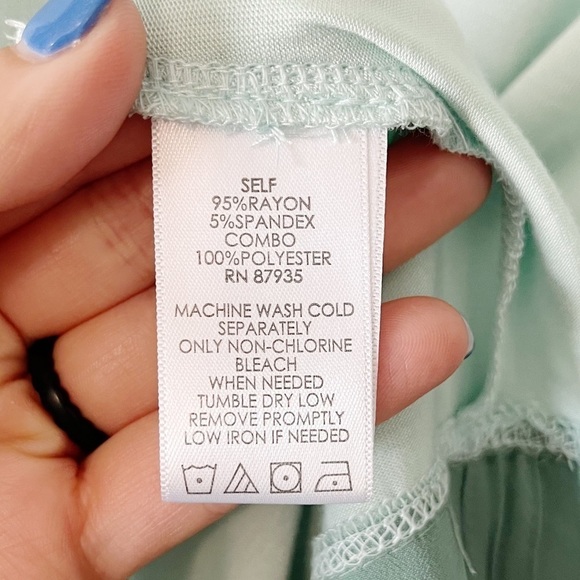 SELF
95%RAYON
5%SPANDEX
COMBO
100%POLYESTER
RN 87935
MACHINE WASH COLD
SEPARATELY
ONLY NON-CHLORINE
BLEACH
WHEN NEEDED
TUMBLE DRY LOW
REMOVE PROMPTLY
LOW IRON IF NEEDED